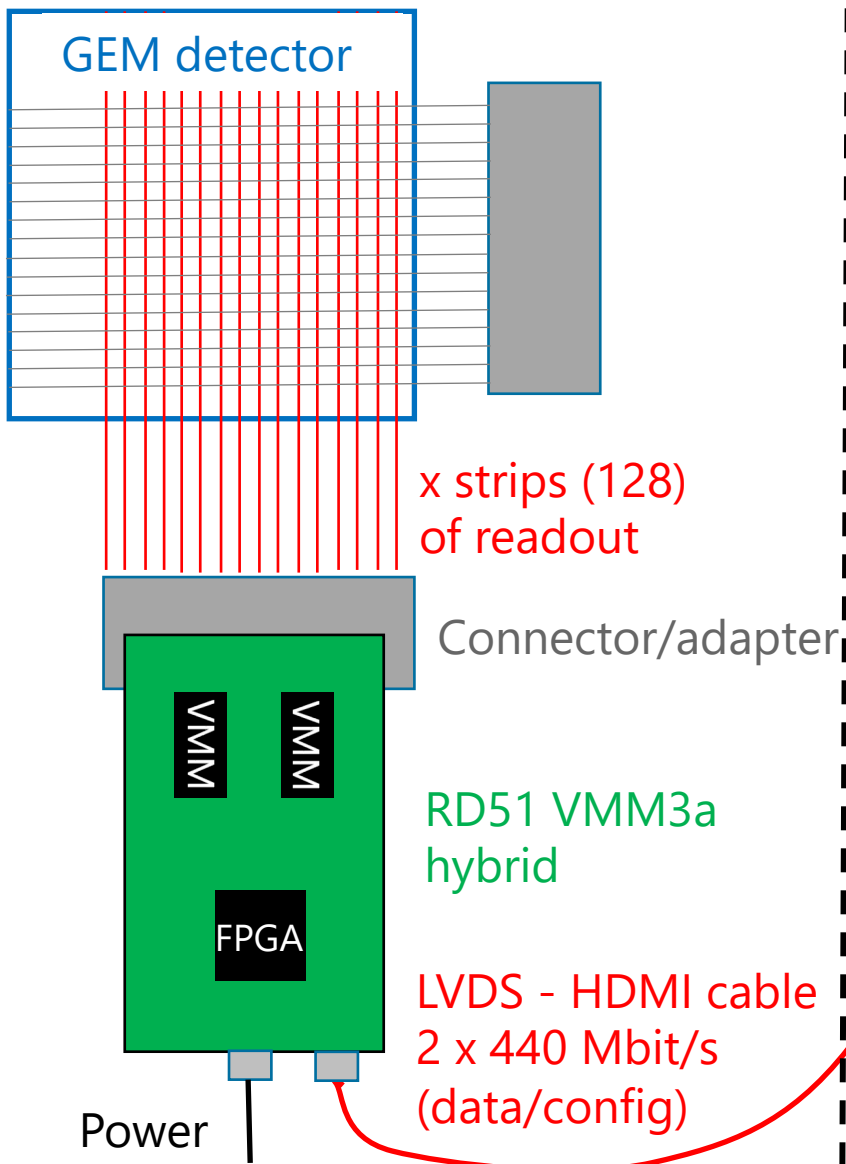 GEM detector
x strips (128)
of readout
Connector/adapter
VMM
VMM
RD51 VMM3a
hybrid
FPGA
LVDS - HDMI cable
2 x 440 Mbit/s
(data/config)
Power